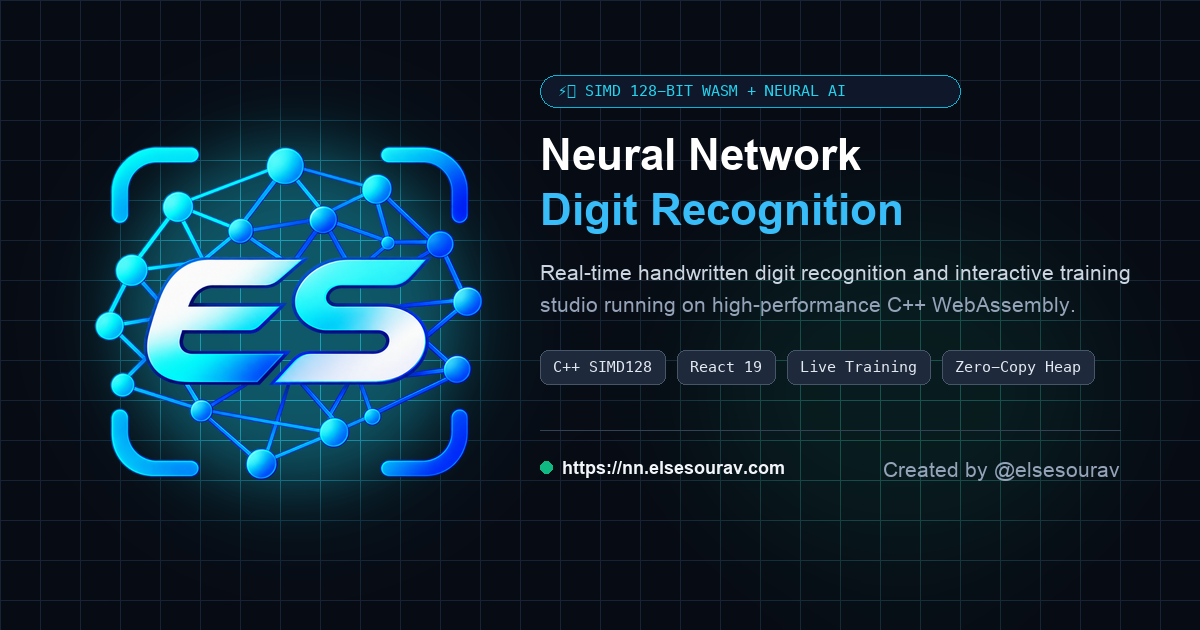 ES
⚡ SIMD 128−BIT WASM + NEURAL AI
Neural Network
Digit Recognition
Real-time handwritten digit recognition and interactive training
studio running on high-performance C++ WebAssembly.
C++ SIMD128
React 19
Live Training
Zero−Copy Heap
https://nn.elsesourav.com
Created by @elsesourav